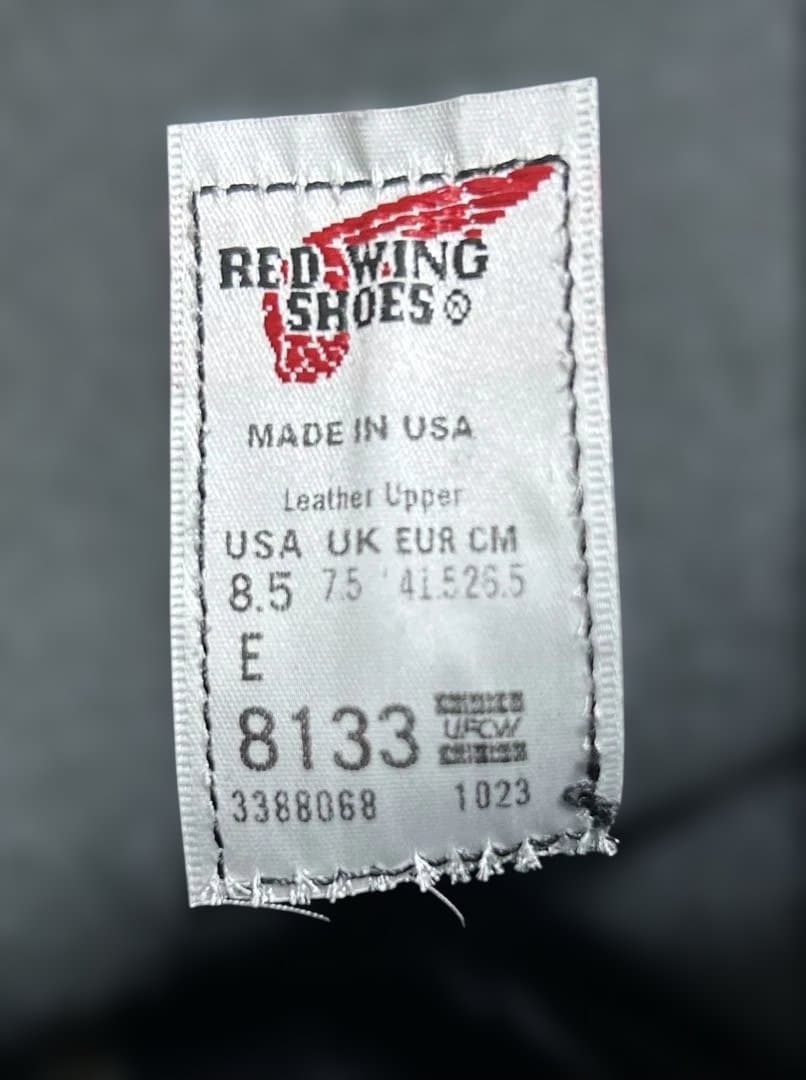 RED WING
SHOES®
MADE IN USA
Leather Upper
USA UK EUR CM
8.5 7.5 41.5 26.5
E
8133 UFCW
3388068 1023